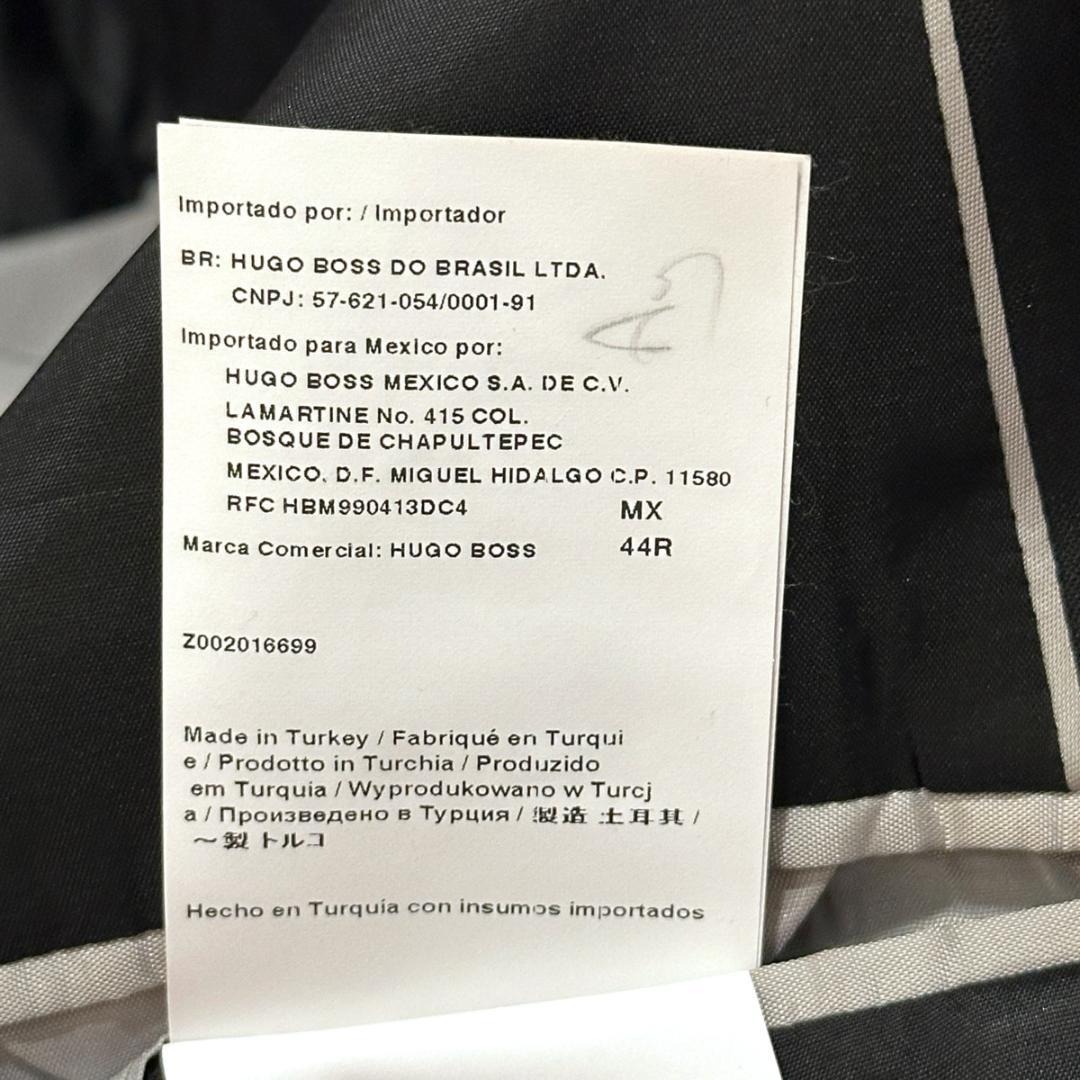 Importado por: / Importador
BR: HUGO BOSS DO BRASIL LTDA.
CNPJ: 57-621-054/0001-91
Importado para Mexico por:
HUGO BOSS MEXICO S.A. DE C.V.
LAMARTINE No. 415 COL.
BOSQUE DE CHAPULTEPEC
MEXICO, D.F. MIGUEL HIDALGO C.P. 11580
RFC HBM990413DC4 MX
Marca Comercial: HUGO BOSS 44R
Z002016699
Made in Turkey / Fabriqué en Turqui
e / Prodotto in Turchia / Produzido
em Turquia / Wyprodukowano w Turcj
a / Произведено в Турция / 製造 土耳其 /
～製 トルコ
Hecho en Turquía con insumos importados